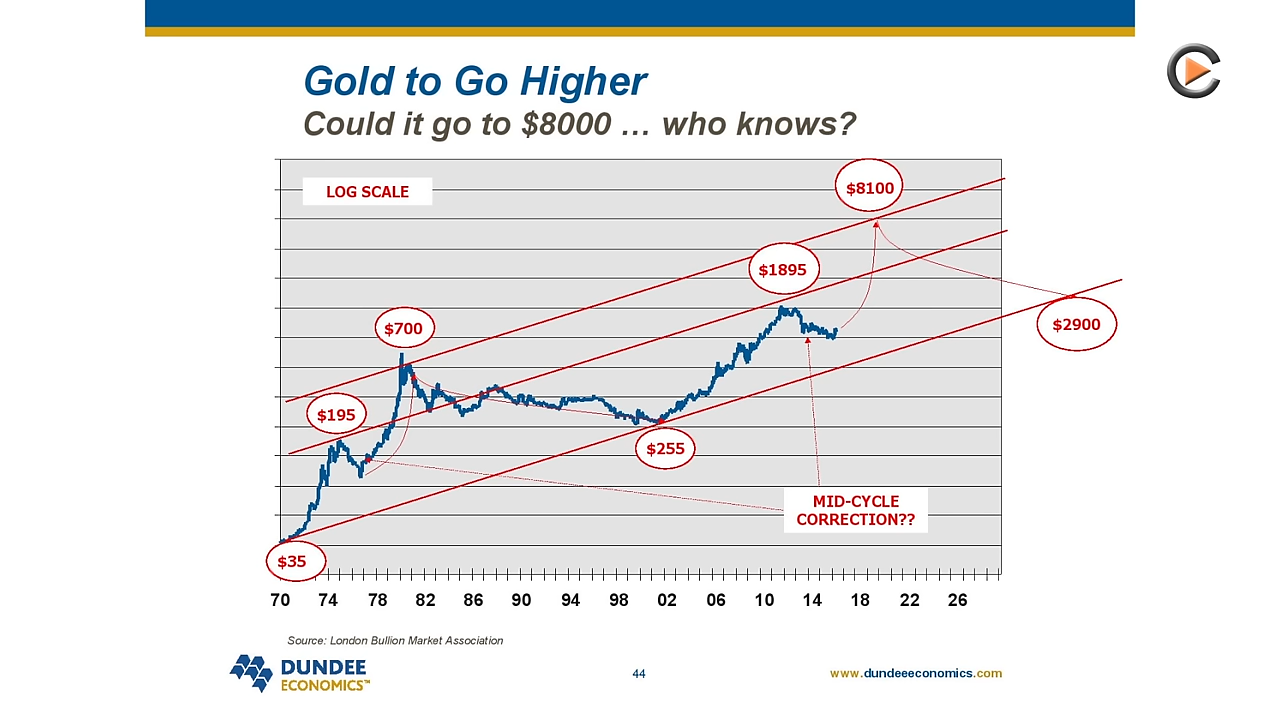 Gold to Go Higher
Could it go to $8000 … who knows?
LOG SCALE
$8100
$1895
$700
$2900
$195
$255
MID-CYCLE
CORRECTION??
$35
70 74 78 82 86 90 94 98 02 06 10 14 18 22 26
Source: London Bullion Market Association
DUNDEE
ECONOMICS™
44
www.dundeeeconomics.com